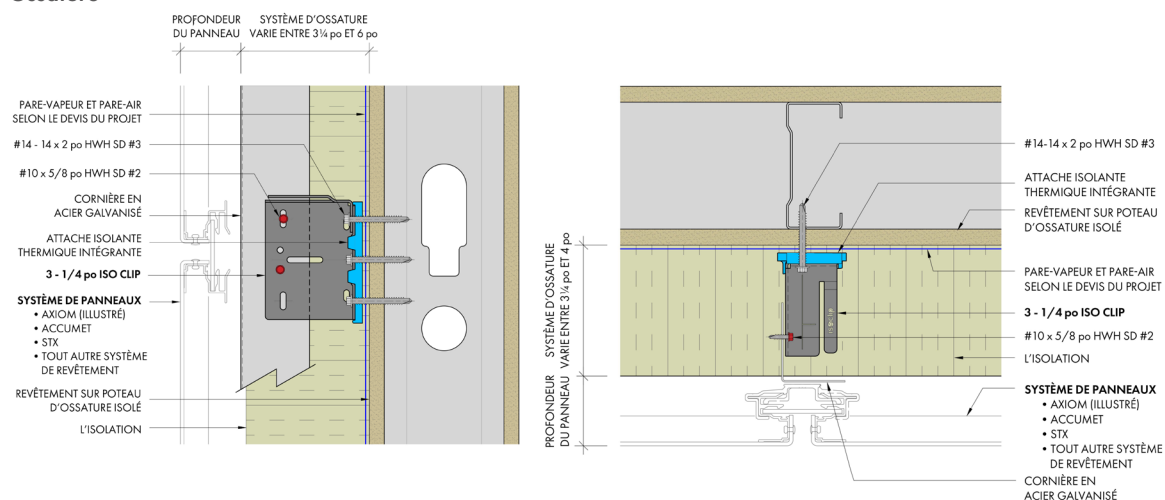 PROFONDEUR
DU PANNEAU
SYSTÈME D'OSSATURE
VARIE ENTRE 3¼ po ET 6 po
PARE-VAPEUR ET PARE-AIR
SELON LE DEVIS DU PROJET
#14 - 14 x 2 po HWH SD #3
#10 x 5/8 po HWH SD #2
CORNIÈRE EN
ACIER GALVANISÉ
ATTACHE ISOLANTE
THERMIQUE INTÉGRANTE
3 - 1/4 po ISO CLIP
SYSTÈME DE PANNEAUX
• AXIOM (ILLUSTRÉ)
• ACCUMET
• STX
• TOUT AUTRE SYSTÈME
DE REVÊTEMENT
REVÊTEMENT SUR POTEAU
D'OSSATURE ISOLÉ
L'ISOLATION
SYSTÈME D'OSSATURE
VARIE ENTRE 3¼ po ET 4 po
PROFONDEUR
DU PANNEAU
#14-14 x 2 po HWH SD #3
ATTACHE ISOLANTE
THERMIQUE INTÉGRANTE
REVÊTEMENT SUR POTEAU
D'OSSATURE ISOLÉ
PARE-VAPEUR ET PARE-AIR
SELON LE DEVIS DU PROJET
3 - 1/4 po ISO CLIP
#10 x 5/8 po HWH SD #2
L'ISOLATION
SYSTÈME DE PANNEAUX
• AXIOM (ILLUSTRÉ)
• ACCUMET
• STX
• TOUT AUTRE SYSTÈME
DE REVÊTEMENT
CORNIÈRE EN
ACIER GALVANISÉ